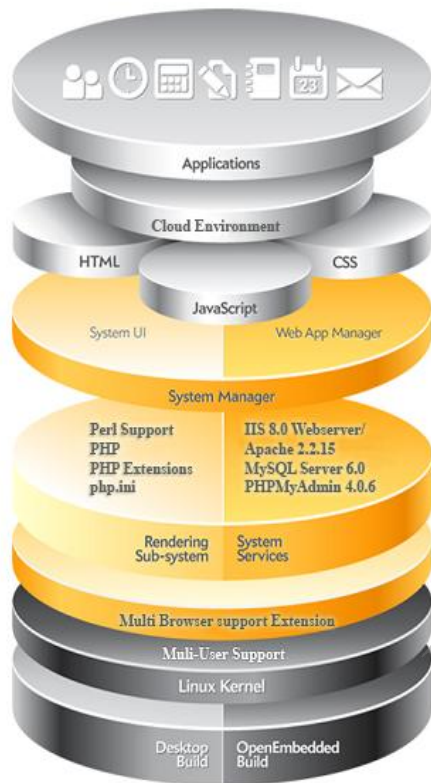 23
Applications
Cloud Environment
HTML
CSS
JavaScript
System UI
Web App Manager
System Manager
Perl Support
PHP
PHP Extensions
php.ini
IIS 8.0 Webserver/
Apache 2.2.15
MySQL Server 6.0
PHPMyAdmin 4.0.6
Rendering
Sub-system
System
Services
Multi Browser support Extension
Muli-User Support
Linux Kernel
Desktop
Build
OpenEmbedded
Build